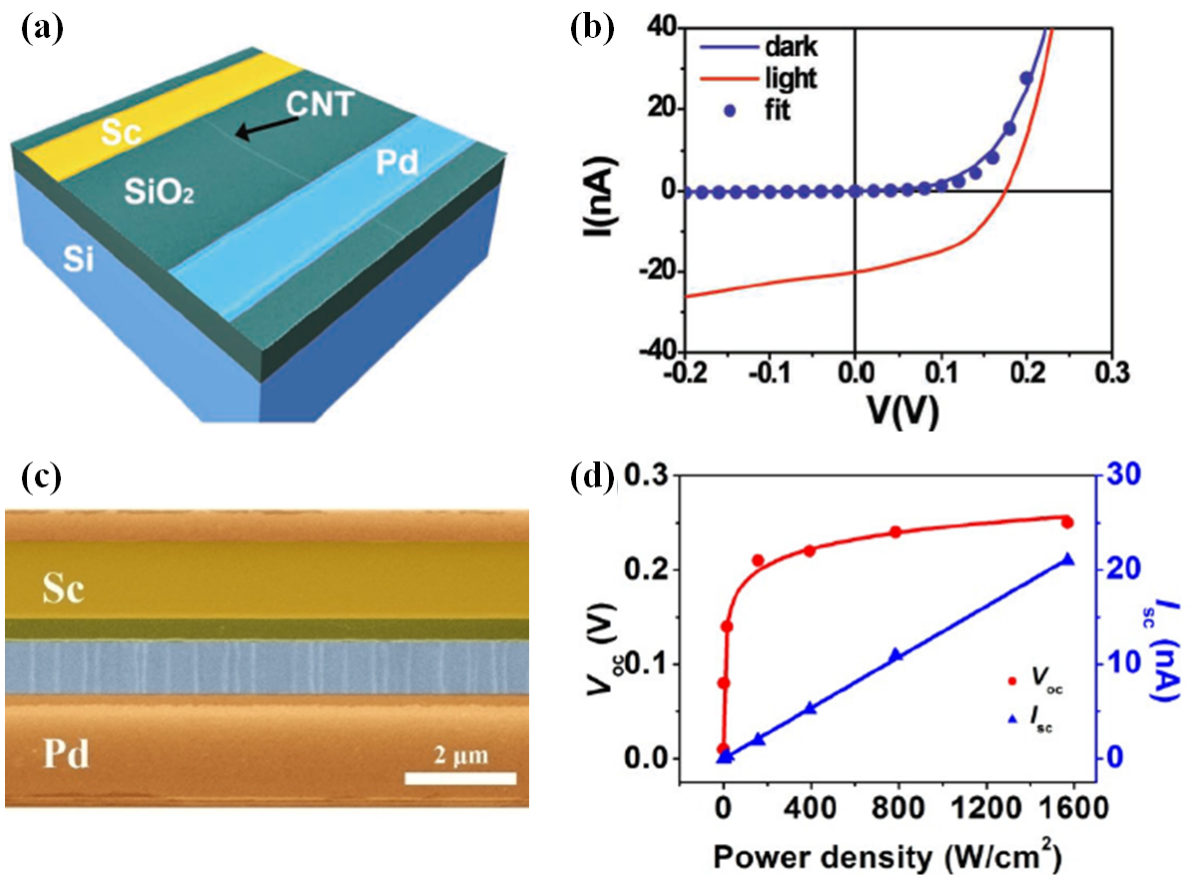 (a)
CNT
Sc
Pd
SiO2
Si
(b)
dark
light
fit
40
20
0
-20
-40
I(nA)
-0.2 -0.1 0.0 0.1 0.2 0.3
V(V)
(c)
Sc
Pd
2 μm
(d)
0.3
0.2
0.1
0.0
Voc (V)
30
20
10
0
Isc (nA)
Voc
Isc
0 400 800 1200 1600
Power density (W/cm2)